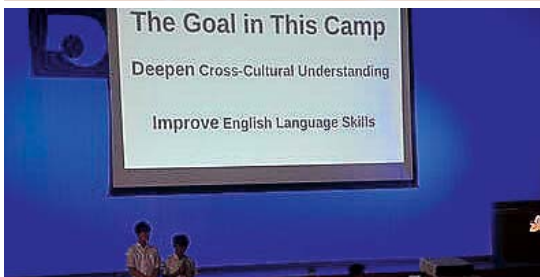 The Goal in This Camp
Deepen Cross-Cultural Understanding
Improve English Language Skills